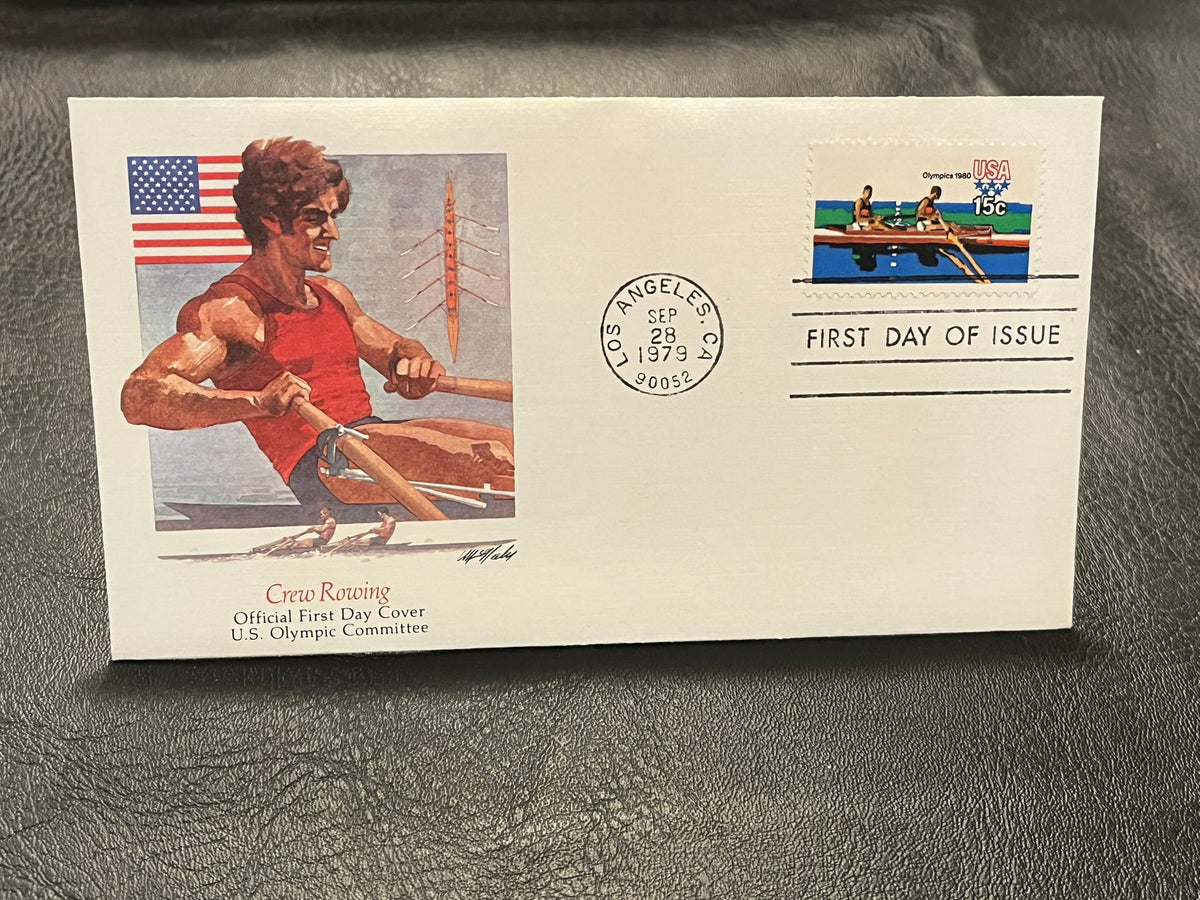 Olympics 1980 USA
15c
LOS ANGELES, CA
SEP
28
1979
90052
FIRST DAY OF ISSUE
Crew Rowing
Official First Day Cover
U.S. Olympic Committee